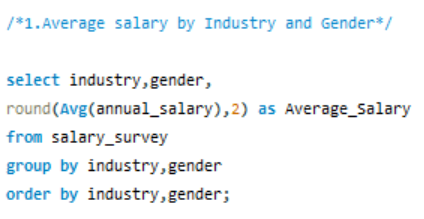 /*1.Average salary by Industry and Gender*/
select industry,gender,
round(Avg(annual_salary),2) as Average_Salary
from salary_survey
group by industry,gender
order by industry,gender;